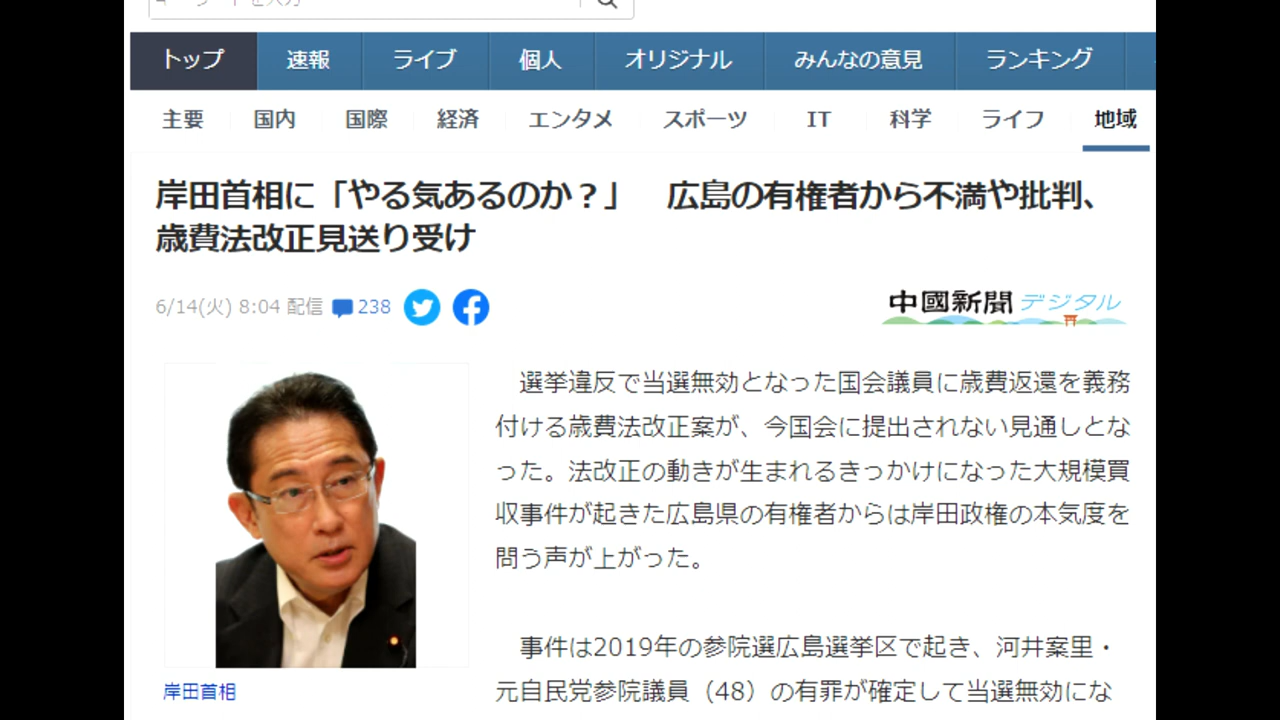 トップ 速報 ライブ 個人 オリジナル みんなの意見 ランキング
主要 国内 国際 経済 エンタメ スポーツ IT 科学 ライフ 地域
岸田首相に「やる気あるのか？」　広島の有権者から不満や批判、
歳費法改正見送り受け
6/14(火) 8:04 配信 238
中國新聞デジタル
選挙違反で当選無効となった国会議員に歳費返還を義務
付ける歳費法改正案が、今国会に提出されない見通しとな
った。法改正の動きが生まれるきっかけになった大規模買
収事件が起きた広島県の有権者からは岸田政権の本気度を
問う声が上がった。
事件は2019年の参院選広島選挙区で起き、河井案里・
元自民党参院議員（48）の有罪が確定して当選無効にな
岸田首相